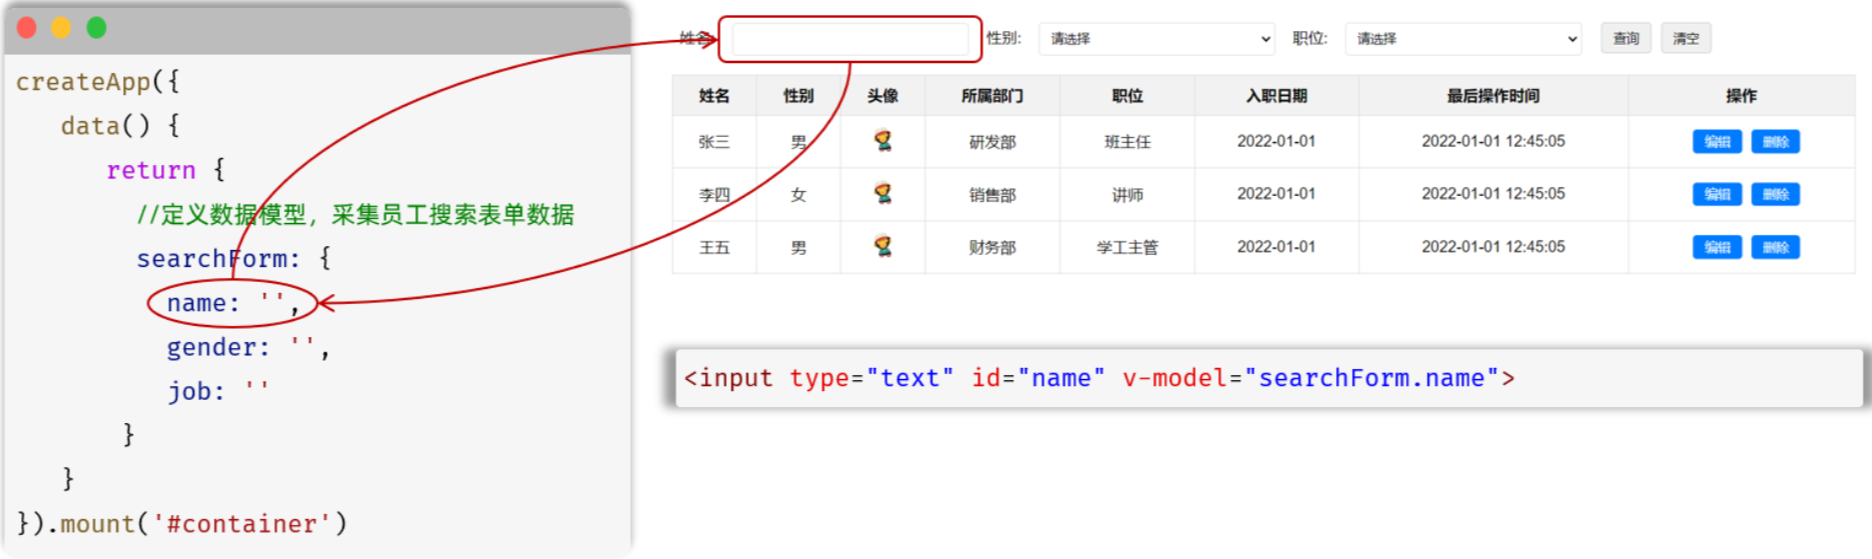 createApp({
data() {
return {
//定义数据模型，采集员工搜索表单数据
searchForm: {
name: '',
gender: '',
job: ''
}
}
}).mount('#container')
姓名: 性别: 请选择 职位: 请选择 查询 清空
姓名 性别 头像 所属部门 职位 入职日期 最后操作时间 操作
张三 男 研发部 班主任 2022-01-01 2022-01-01 12:45:05 编辑 删除
李四 女 销售部 讲师 2022-01-01 2022-01-01 12:45:05 编辑 删除
王五 男 财务部 学工主管 2022-01-01 2022-01-01 12:45:05 编辑 删除
<input type="text" id="name" v-model="searchForm.name">